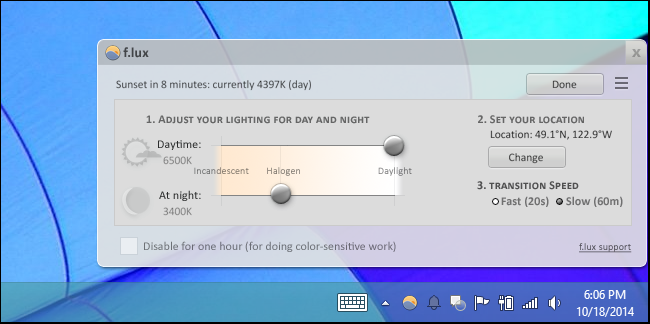 f.lux
x
Sunset in 8 minutes: currently 4397K (day)
Done
1. ADJUST YOUR LIGHTING FOR DAY AND NIGHT
Daytime:
6500K
Incandescent Halogen Daylight
At night:
3400K
2. SET YOUR LOCATION
Location: 49.1°N, 122.9°W
Change
3. TRANSITION SPEED
Fast (20s) Slow (60m)
Disable for one hour (for doing color-sensitive work)
f.lux support
6:06 PM
10/18/2014